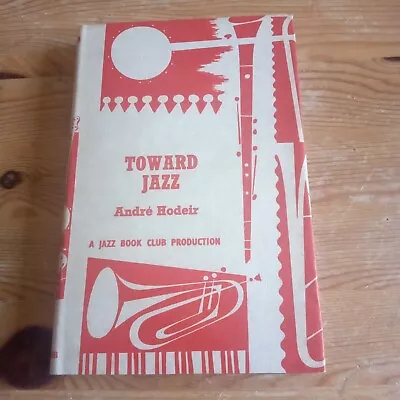 TOWARD
JAZZ
André Hodeir
A JAZZ BOOK CLUB PRODUCTION